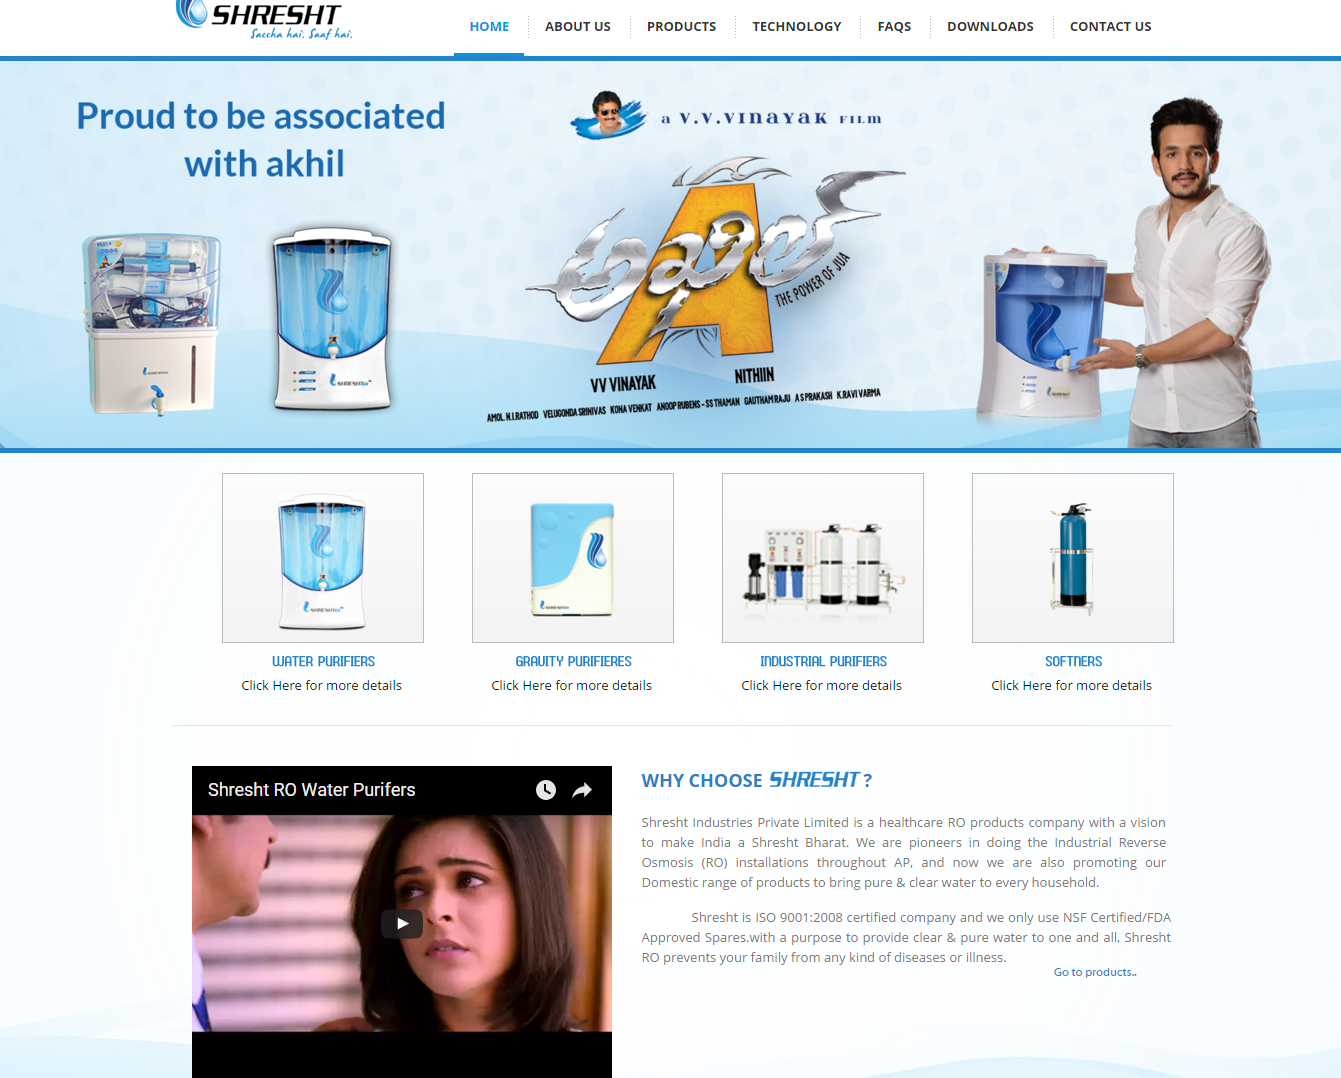 SHRESHT
Saccha hai. Saaf hai.
HOME
ABOUT US
PRODUCTS
TECHNOLOGY
FAQS
DOWNLOADS
CONTACT US
Proud to be associated
with akhil
a V.V.VINAYAK FILM
అఖిల్
A
THE POWER OF JUA
VV VINAYAK
NITHIIN
AMOL. N.I.RATHOD VELUGONDA SRINIVAS KONA VENKAT ANOOP RUBENS - SS THAMAN GAUTHAM RAJU A S PRAKASH K.RAVI VARMA
SHRESHT
WATER PURIFIERS
Click Here for more details
GRAVITY PURIFIERES
Click Here for more details
INDUSTRIAL PURIFIERS
Click Here for more details
SOFTNERS
Click Here for more details
Shresht RO Water Purifers
WHY CHOOSE SHRESHT ?
Shresht Industries Private Limited is a healthcare RO products company with a vision
to make India a Shresht Bharat. We are pioneers in doing the Industrial Reverse
Osmosis (RO) installations throughout AP, and now we are also promoting our
Domestic range of products to bring pure & clear water to every household.
Shresht is ISO 9001:2008 certified company and we only use NSF Certified/FDA
Approved Spares.with a purpose to provide clear & pure water to one and all, Shresht
RO prevents your family from any kind of diseases or illness.
Go to products..